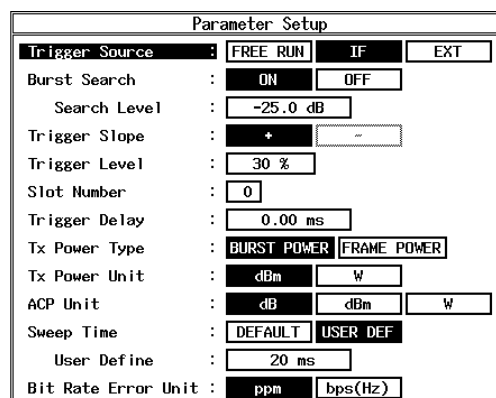 Parameter Setup
Trigger Source : FREE RUN IF EXT
Burst Search : ON OFF
Search Level : -25.0 dB
Trigger Slope : + -
Trigger Level : 30 %
Slot Number : 0
Trigger Delay : 0.00 ms
Tx Power Type : BURST POWER FRAME POWER
Tx Power Unit : dBm W
ACP Unit : dB dBm W
Sweep Time : DEFAULT USER DEF
User Define : 20 ms
Bit Rate Error Unit : ppm bps(Hz)